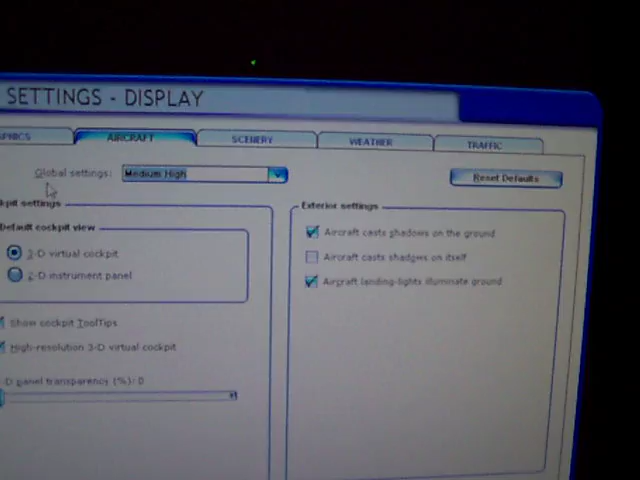 SETTINGS - DISPLAY
AIRCRAFT SCENERY WEATHER TRAFFIC
Global settings: Medium High Reset Defaults
settings Exterior settings
Default cockpit view
3-D virtual cockpit
2-D instrument panel
Aircraft casts shadows on the ground
Aircraft casts shadows on itself
Aircraft landing-lights illuminate ground
Show cockpit ToolTips
High-resolution 3-D virtual cockpit
panel transparency (%): 0